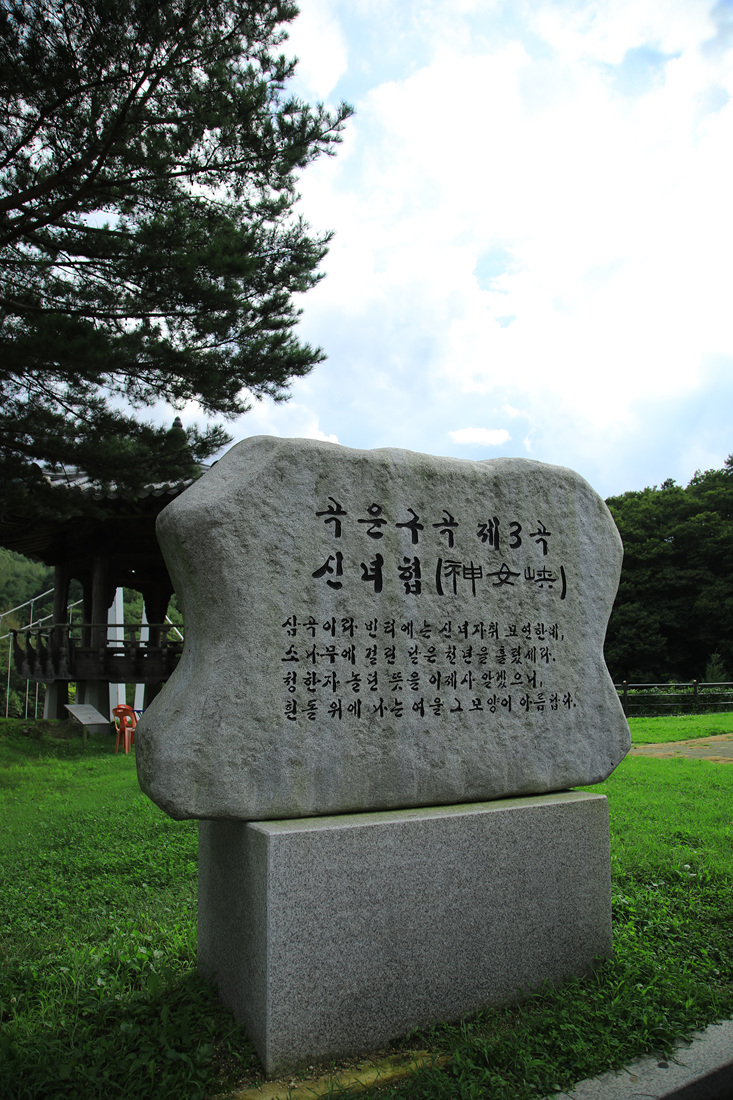 곡운구곡 제3곡
신녀협(神女峽)
삼곡이라 빈터에는 신녀자취 묘연한데,
소나무에 걸린 달은 천년을 흘렀세라.
청한자 놀던 뜻을 이제사 알겠으니,
흰돌 위에 나는 여울 그 모양이 아름답다.